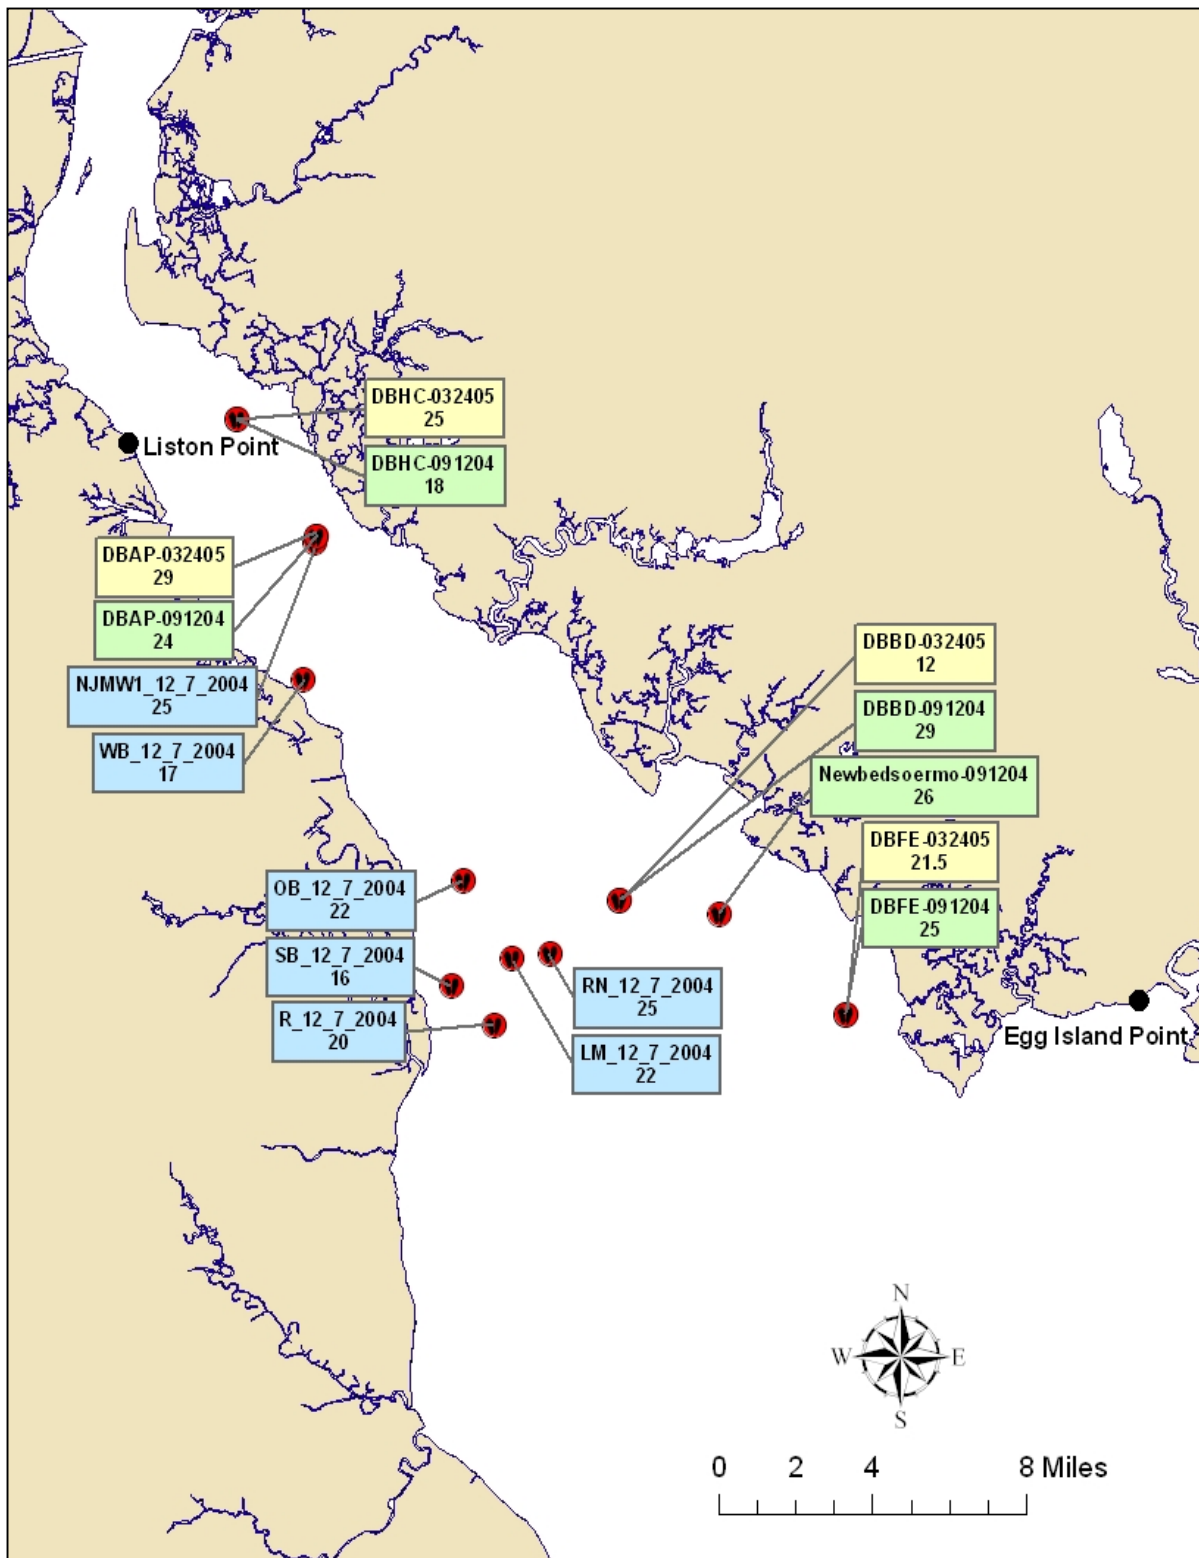 DBHC-032405
25
Liston Point
DBHC-091204
18
DBAP-032405
29
DBAP-091204
24
NJMW1_12_7_2004
25
WB_12_7_2004
17
DBBD-032405
12
DBBD-091204
29
Newbedsoermo-091204
26
DBFE-032405
21.5
DBFE-091204
25
OB_12_7_2004
22
SB_12_7_2004
16
R_12_7_2004
20
RN_12_7_2004
25
LM_12_7_2004
22
Egg Island Point
N
W E
S
0 2 4 8 Miles